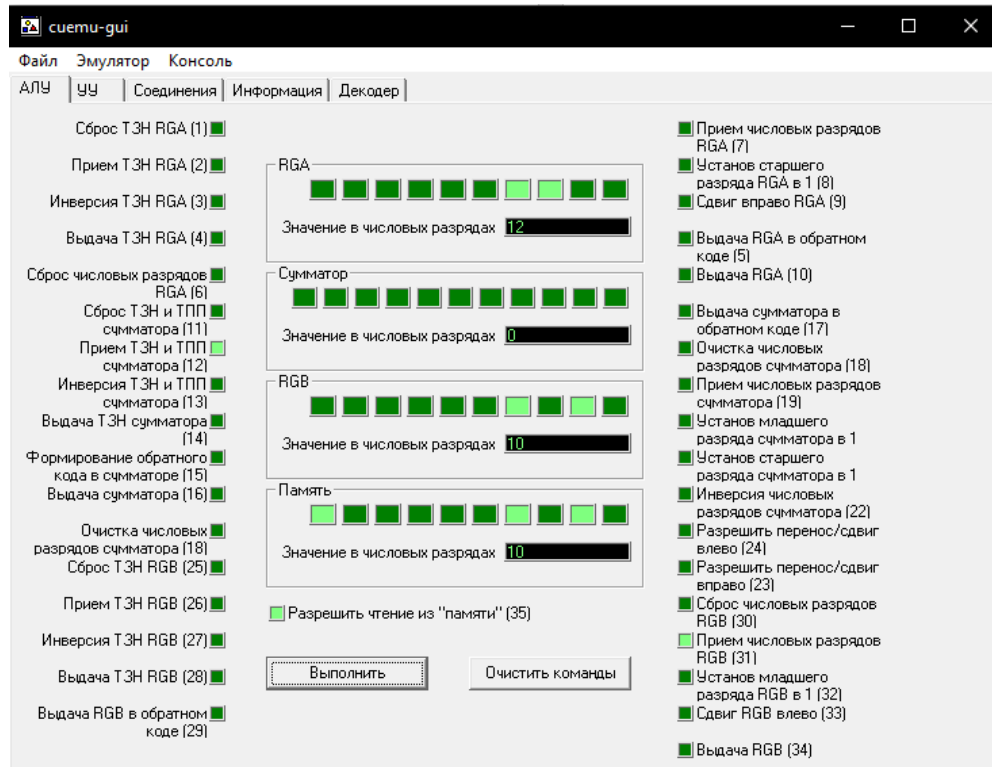 cuemu-gui
Файл Эмулятор Консоль
АЛУ УУ Соединения Информация Декодер
Сброс ТЗН RGA (1)
Прием ТЗН RGA (2)
Инверсия ТЗН RGA (3)
Выдача ТЗН RGA (4)
Сброс числовых разрядов
RGA (6)
Сброс ТЗН и ТПП
сумматора (11)
Прием ТЗН и ТПП
сумматора (12)
Инверсия ТЗН и ТПП
сумматора (13)
Выдача ТЗН сумматора
(14)
Формирование обратного
кода в сумматоре (15)
Выдача сумматора (16)
Очистка числовых
разрядов сумматора (18)
Сброс ТЗН RGB (25)
Прием ТЗН RGB (26)
Инверсия ТЗН RGB (27)
Выдача ТЗН RGB (28)
Выдача RGB в обратном
коде (29)
RGA
Значение в числовых разрядах 12
Сумматор
Значение в числовых разрядах 0
RGB
Значение в числовых разрядах 10
Память
Значение в числовых разрядах 10
Разрешить чтение из "памяти" (35)
Выполнить Очистить команды
Прием числовых разрядов
RGA (7)
Установ старшего
разряда RGA в 1 (8)
Сдвиг вправо RGA (9)
Выдача RGA в обратном
коде (5)
Выдача RGA (10)
Выдача сумматора в
обратном коде (17)
Очистка числовых
разрядов сумматора (18)
Прием числовых разрядов
сумматора (19)
Установ младшего
разряда сумматора в 1
Установ старшего
разряда сумматора в 1
Инверсия числовых
разрядов сумматора (22)
Разрешить перенос/сдвиг
влево (24)
Разрешить перенос/сдвиг
вправо (23)
Сброс числовых разрядов
RGB (30)
Прием числовых разрядов
RGB (31)
Установ младшего
разряда RGB в 1 (32)
Сдвиг RGB влево (33)
Выдача RGB (34)